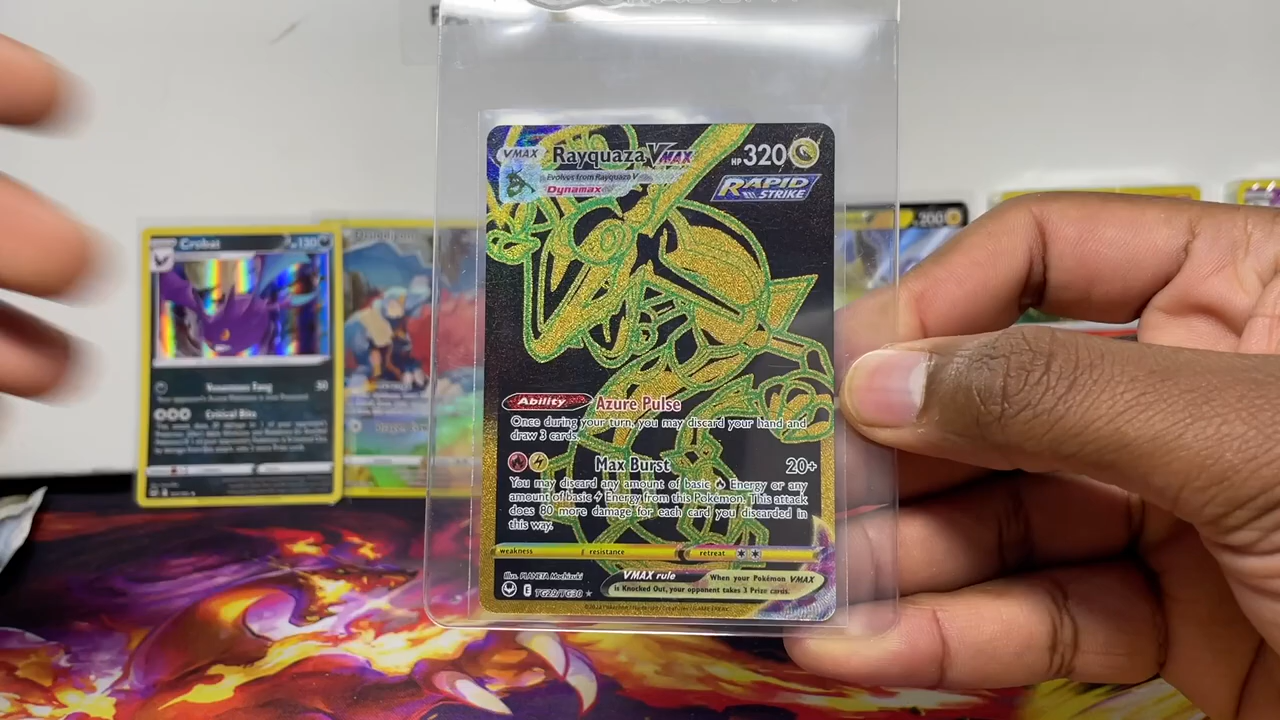 VMAX Rayquaza VMAX HP 320
Evolves from Rayquaza V
Dynamax
RAPID
STRIKE
Ability Azure Pulse
Once during your turn, you may discard your hand and
draw 3 cards.
Max Burst 20+
You may discard any amount of basic Energy or any
amount of basic Energy from this Pokémon. This attack
does 80 more damage for each card you discarded in
this way.
weakness resistance retreat
Illus. PLANETA Mochizuki
E TG29/TG30
VMAX rule When your Pokémon VMAX
is Knocked Out, your opponent takes 3 Prize cards.
Crobat 130
Venomous Fang 30
Critical Bite
200